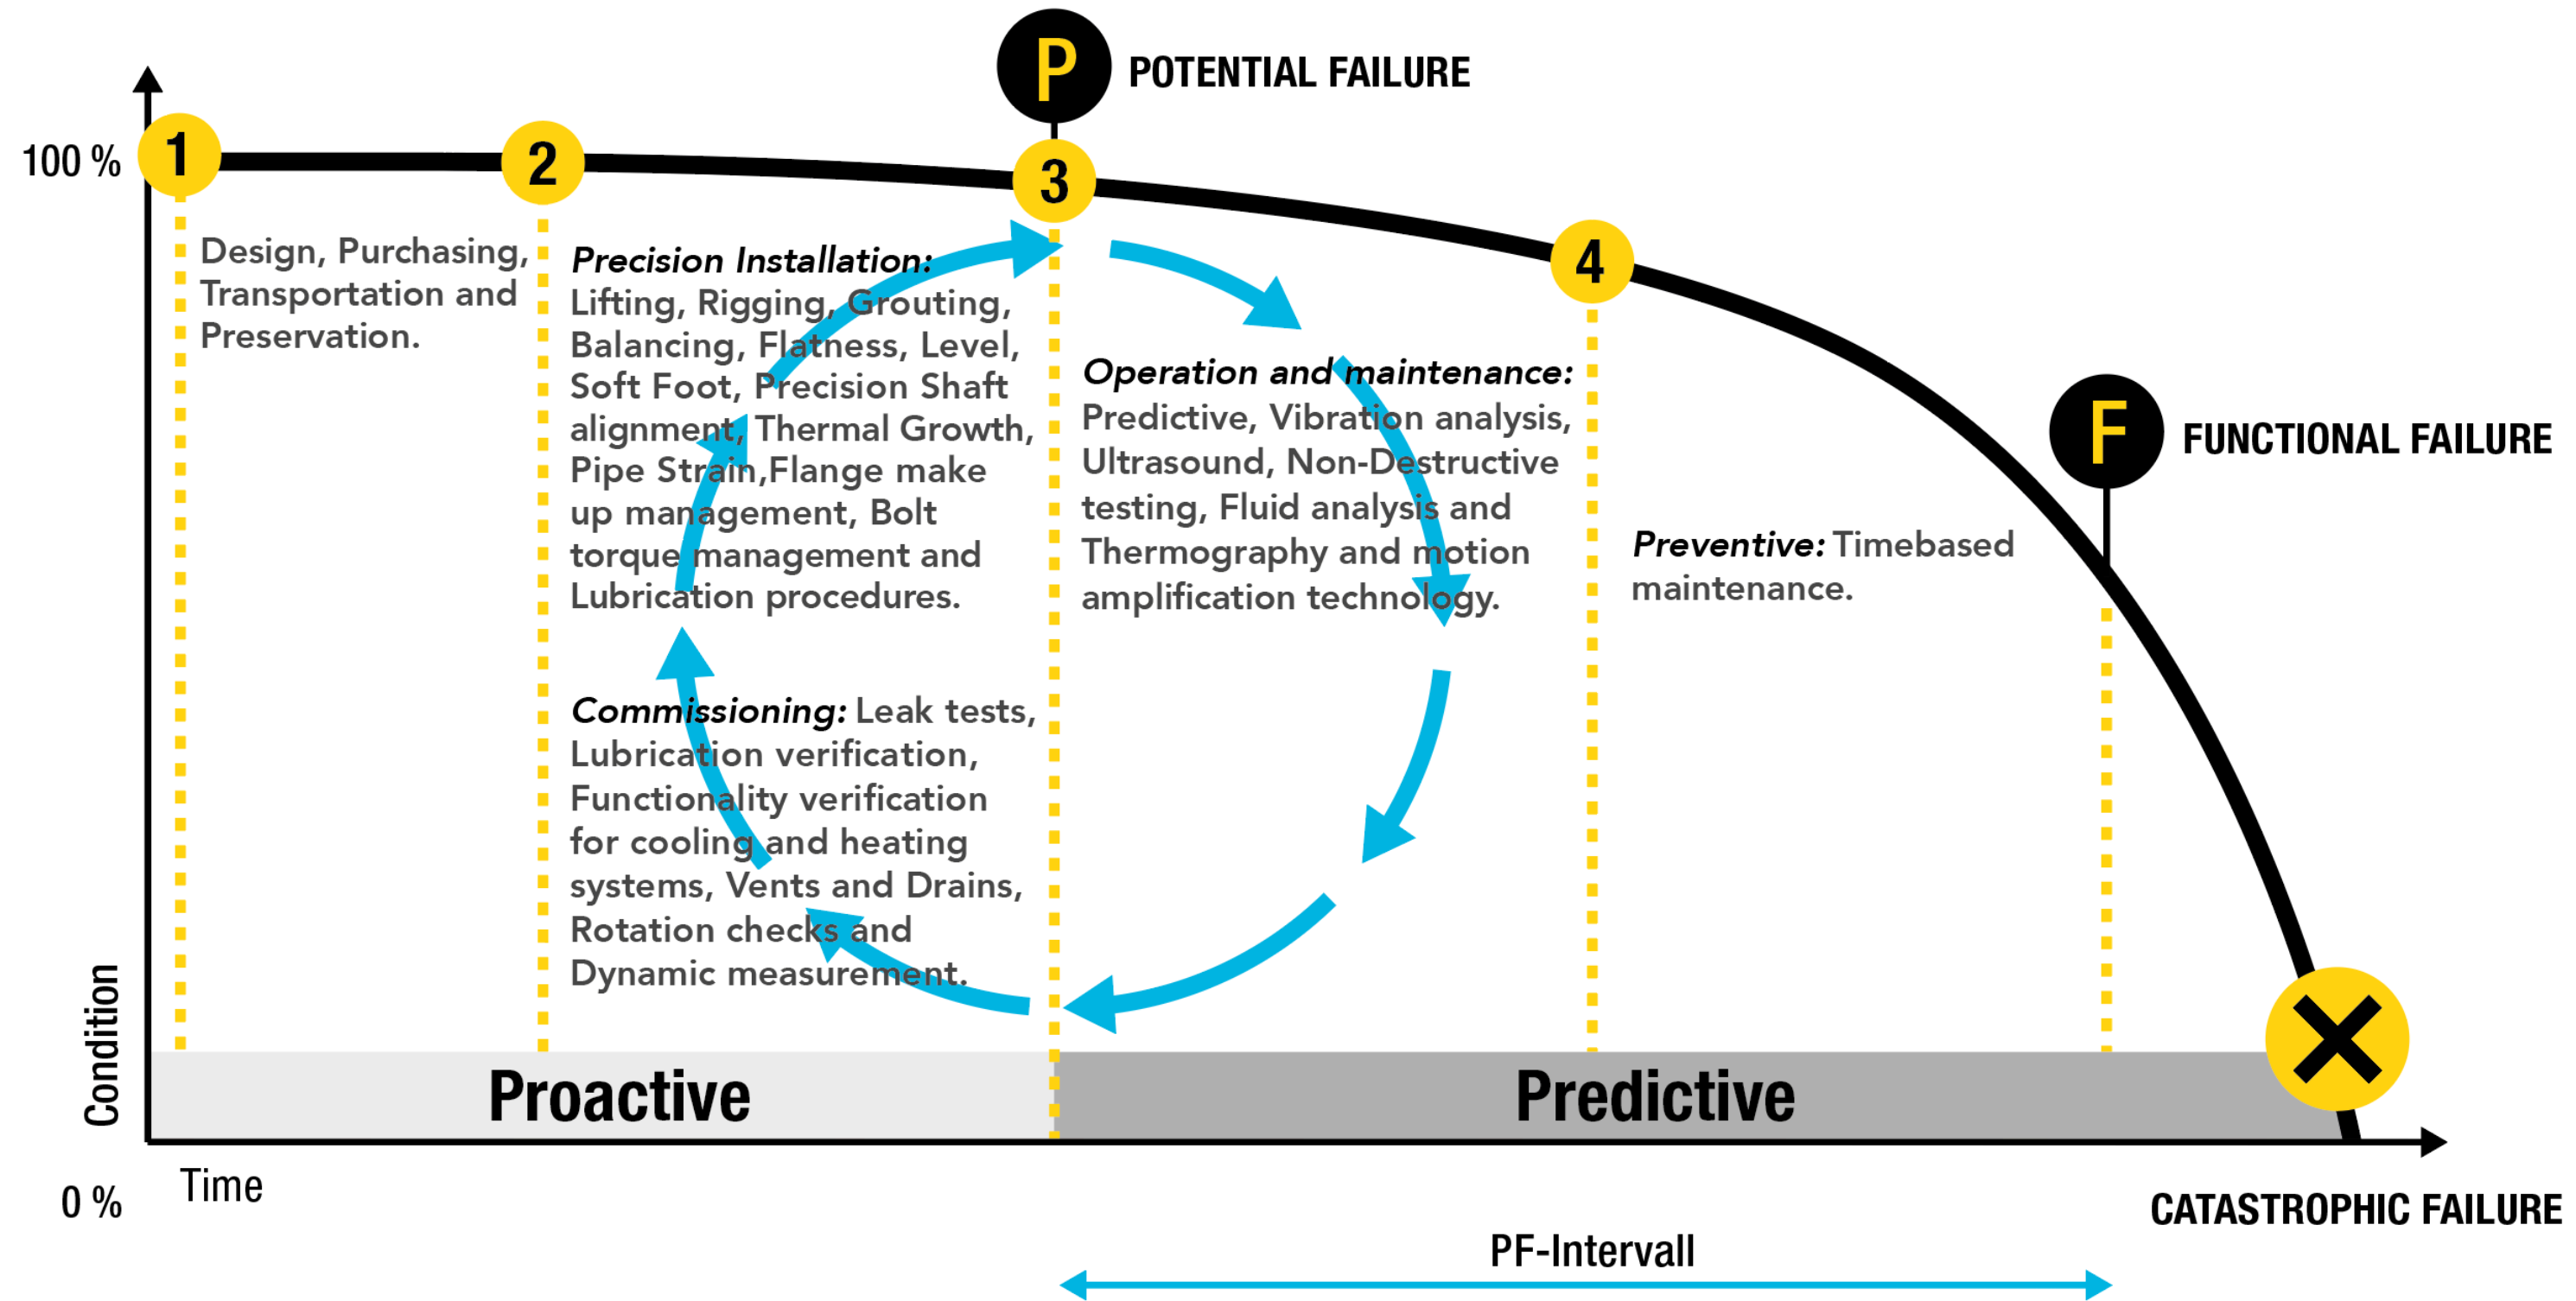 P
POTENTIAL FAILURE
100 %
1
2
3
4
Design, Purchasing,
Transportation and
Preservation.
Precision Installation:
Lifting, Rigging, Grouting,
Balancing, Flatness, Level,
Soft Foot, Precision Shaft
alignment, Thermal Growth,
Pipe Strain,Flange make
up management, Bolt
torque management and
Lubrication procedures.
Commissioning: Leak tests,
Lubrication verification,
Functionality verification
for cooling and heating
systems, Vents and Drains,
Rotation checks and
Dynamic measurement.
Operation and maintenance:
Predictive, Vibration analysis,
Ultrasound, Non-Destructive
testing, Fluid analysis and
Thermography and motion
amplification technology.
Preventive: Timebased
maintenance.
F
FUNCTIONAL FAILURE
Condition
Proactive
Predictive
0 %
Time
CATASTROPHIC FAILURE
PF-Intervall